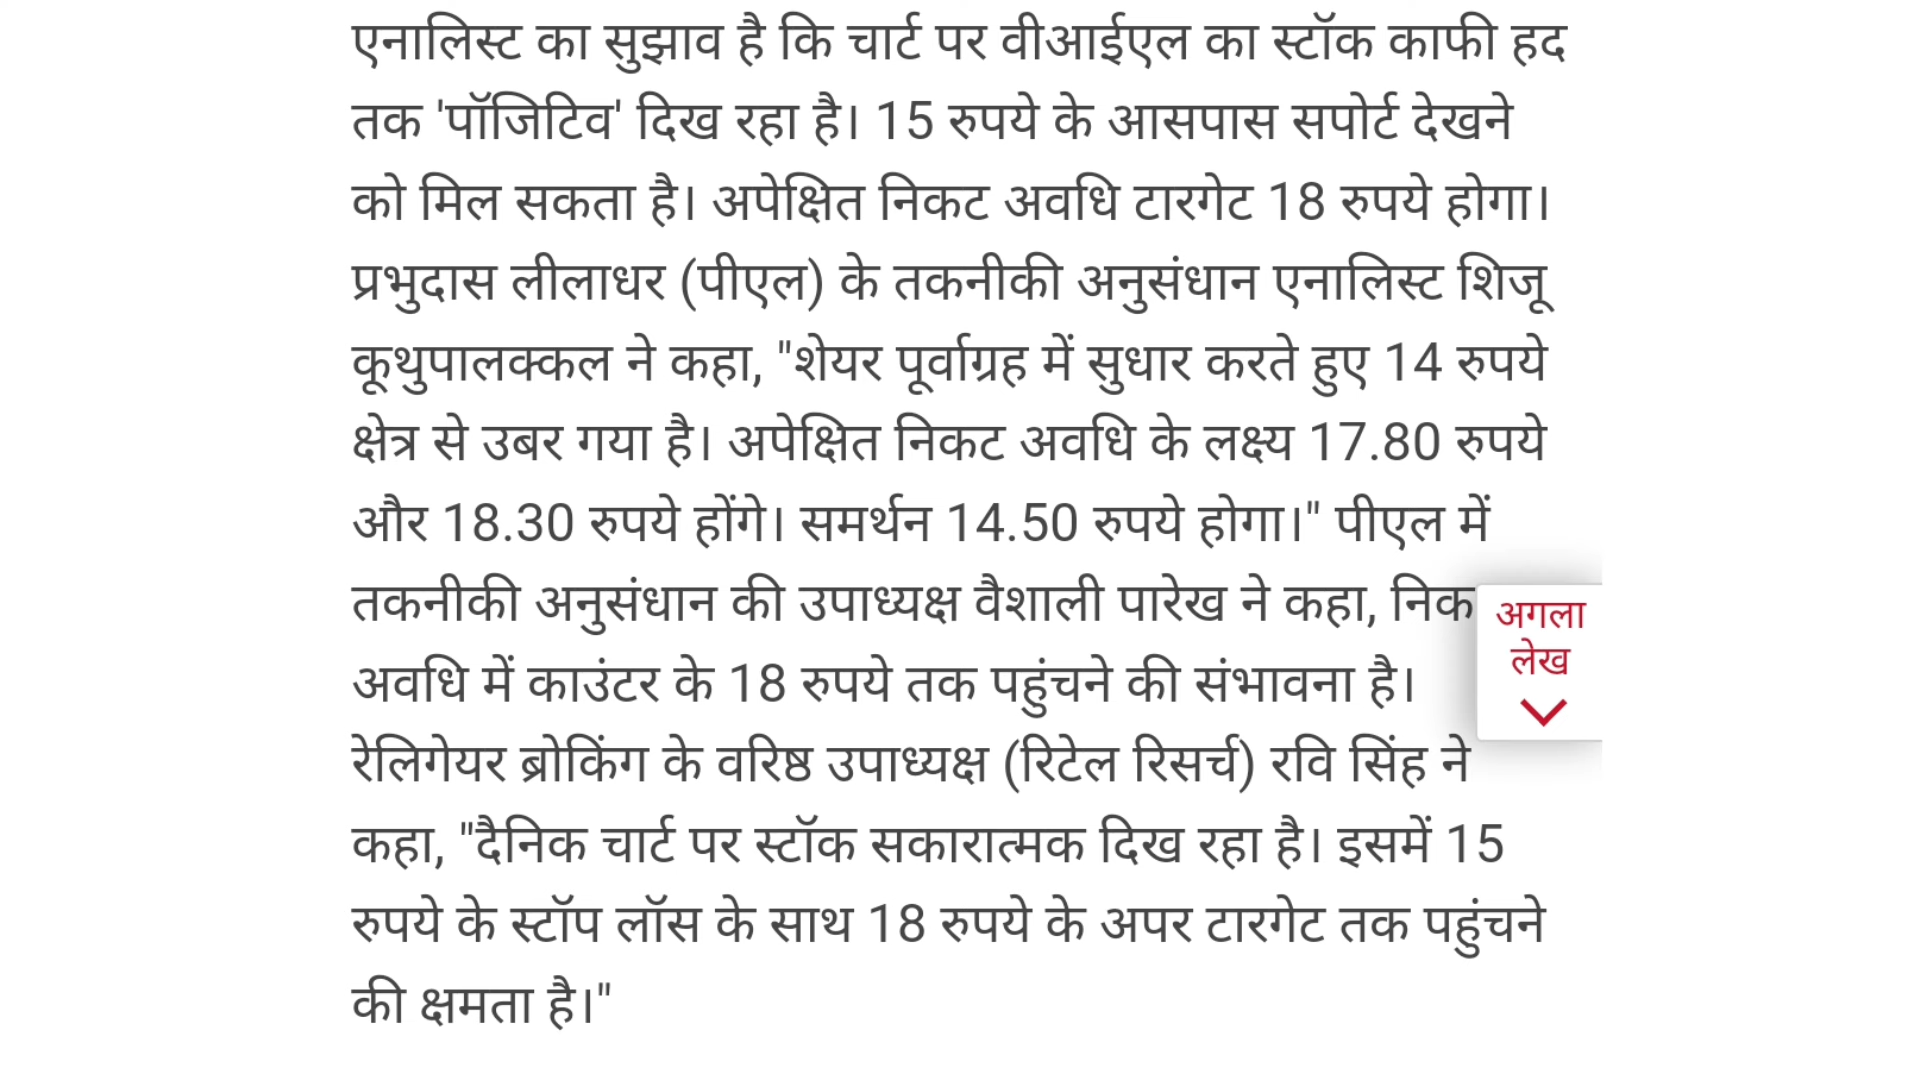 एनालिस्ट का सुझाव है कि चार्ट पर वीआईएल का स्टॉक काफी हद
तक 'पॉजिटिव' दिख रहा है। 15 रुपये के आसपास सपोर्ट देखने
को मिल सकता है। अपेक्षित निकट अवधि टारगेट 18 रुपये होगा।
प्रभुदास लीलाधर (पीएल) के तकनीकी अनुसंधान एनालिस्ट शिजू
कूथुपालक्कल ने कहा, "शेयर पूर्वाग्रह में सुधार करते हुए 14 रुपये
क्षेत्र से उबर गया है। अपेक्षित निकट अवधि के लक्ष्य 17.80 रुपये
और 18.30 रुपये होंगे। समर्थन 14.50 रुपये होगा।" पीएल में
तकनीकी अनुसंधान की उपाध्यक्ष वैशाली पारेख ने कहा, निक
अवधि में काउंटर के 18 रुपये तक पहुंचने की संभावना है।
रेलिगेयर ब्रोकिंग के वरिष्ठ उपाध्यक्ष (रिटेल रिसर्च) रवि सिंह ने
कहा, "दैनिक चार्ट पर स्टॉक सकारात्मक दिख रहा है। इसमें 15
रुपये के स्टॉप लॉस के साथ 18 रुपये के अपर टारगेट तक पहुंचने
की क्षमता है।"
अगला
लेख